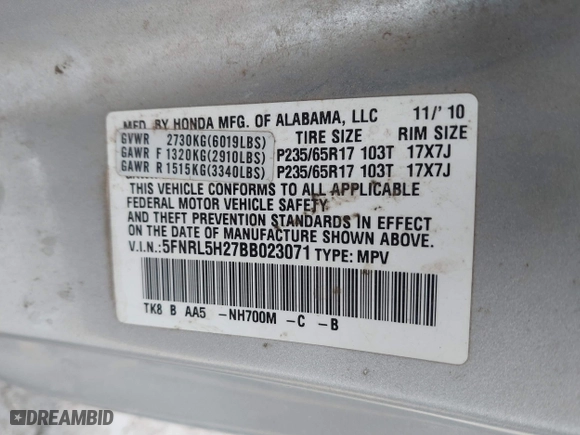 MFD. BY HONDA MFG. OF ALABAMA, LLC 11/'10
GVWR 2730KG(6019LBS) TIRE SIZE RIM SIZE
GAWR F 1320KG(2910LBS) P235/65R17 103T 17X7J
GAWR R 1515KG(3340LBS) P235/65R17 103T 17X7J
THIS VEHICLE CONFORMS TO ALL APPLICABLE
FEDERAL MOTOR VEHICLE SAFETY
AND THEFT PREVENTION STANDARDS IN EFFECT
ON THE DATE OF MANUFACTURE SHOWN ABOVE.
V.I.N.: 5FNRL5H27BB023071 TYPE: MPV
TK8 B AA5 -NH700M -C -B
DREAMBID